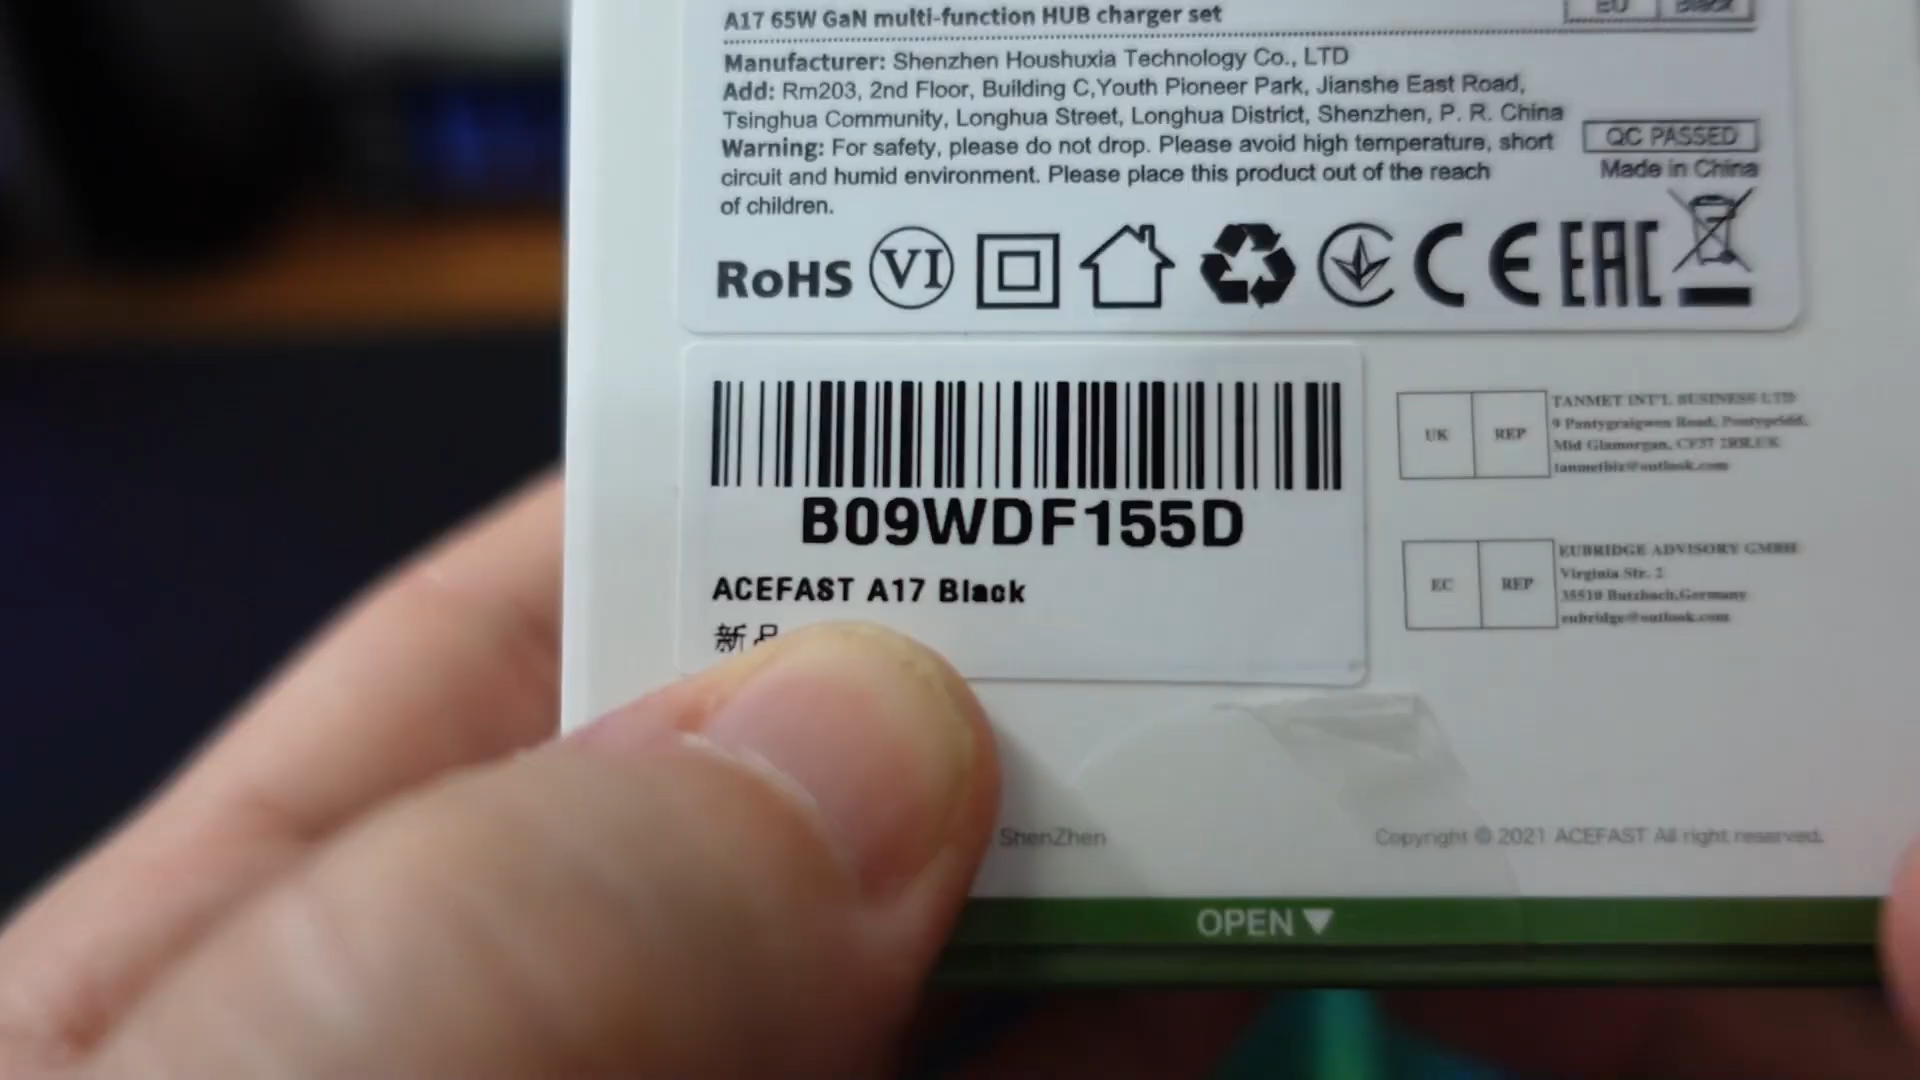 A17 65W GaN multi-function HUB charger set
EU Black
Manufacturer: Shenzhen Houshuxia Technology Co., LTD
Add: Rm203, 2nd Floor, Building C,Youth Pioneer Park, Jianshe East Road,
Tsinghua Community, Longhua Street, Longhua District, Shenzhen, P. R. China
Warning: For safety, please do not drop. Please avoid high temperature, short
circuit and humid environment. Please place this product out of the reach
of children.
QC PASSED
Made in China
RoHS VI CE EAC
B09WDF155D
ACEFAST A17 Black
新品
UK REP
TANMET INT'L BUSINESS LTD
9 Pantygraigwen Road, Pontypridd,
Mid Glamorgan, CF37 2RR,UK
tanmetbiz@outlook.com
EC REP
EUBRIDGE ADVISORY GMBH
Virginia Str. 2
35510 Butzbach,Germany
eubridge@outlook.com
ShenZhen
Copyright © 2021 ACEFAST All right reserved.
OPEN▼